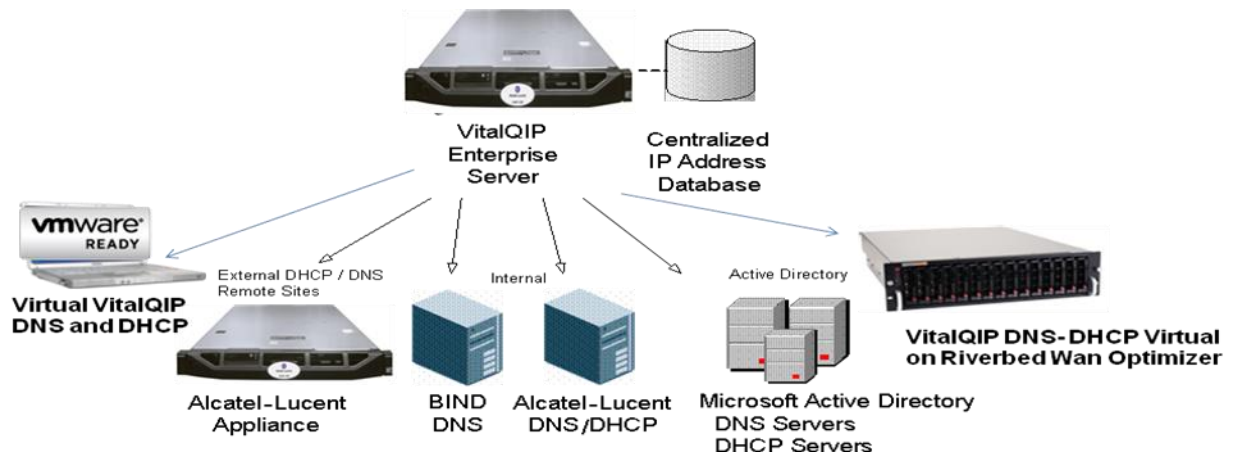 VitalQIP
Enterprise
Server
Centralized
IP Address
Database
vmware®
READY
Virtual VitalQIP
DNS and DHCP
External DHCP / DNS
Remote Sites
Alcatel-Lucent
Appliance
Internal
BIND
DNS
Alcatel-Lucent
DNS/DHCP
Active Directory
Microsoft Active Directory
DNS Servers
DHCP Servers
VitalQIP DNS-DHCP Virtual
on Riverbed Wan Optimizer